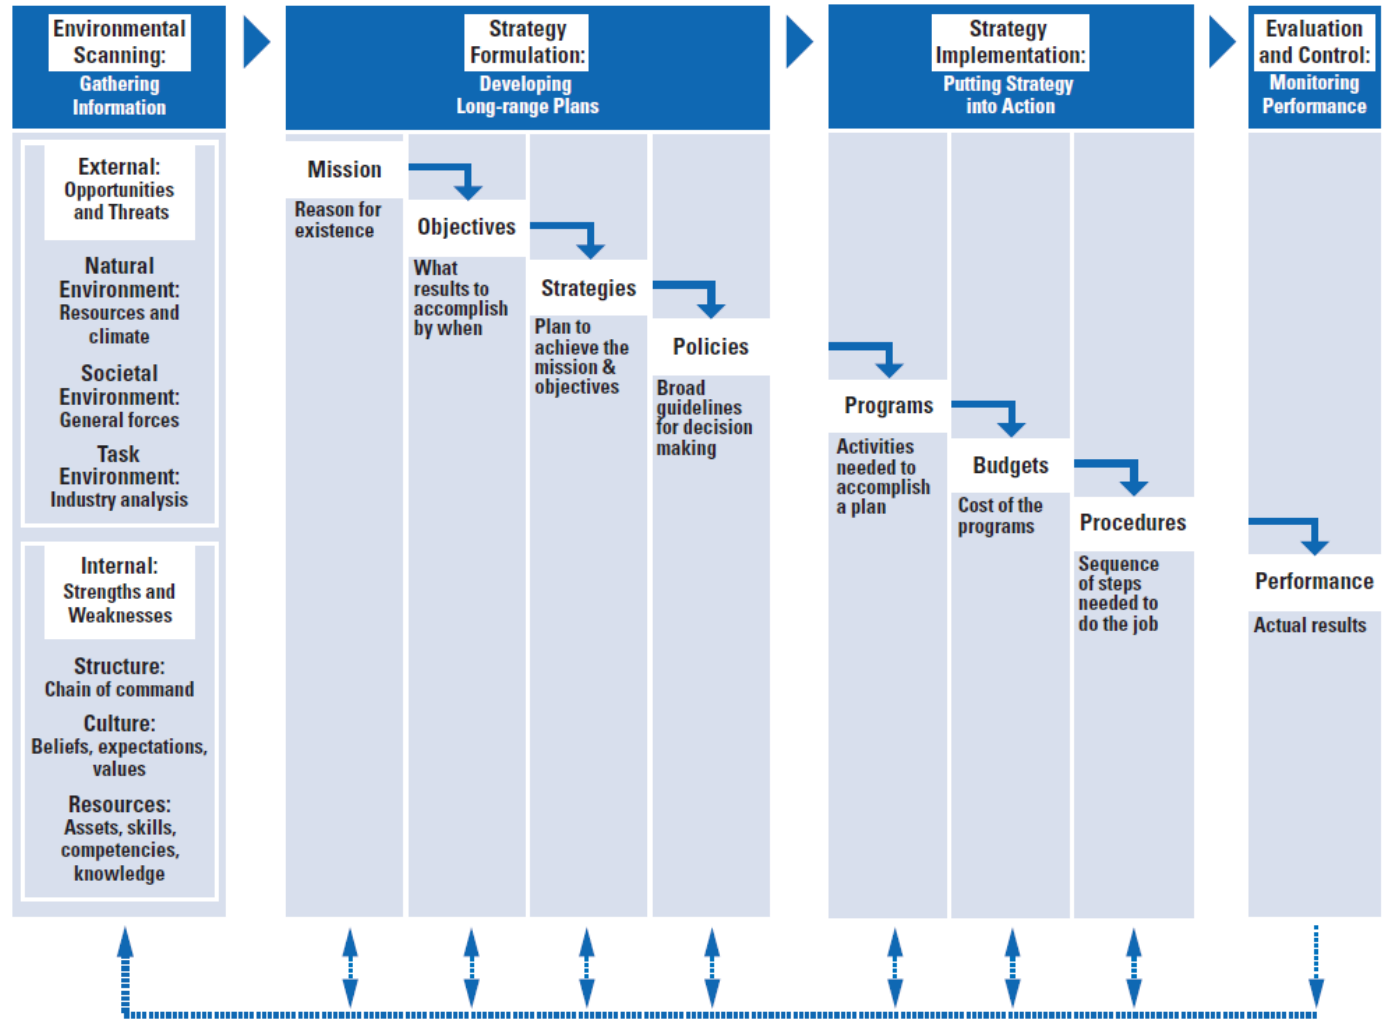 Environmental
Scanning:
Gathering
Information
Strategy
Formulation:
Developing
Long-range Plans
Strategy
Implementation:
Putting Strategy
into Action
Evaluation
and Control:
Monitoring
Performance
External:
Opportunities
and Threats
Natural
Environment:
Resources and
climate
Societal
Environment:
General forces
Task
Environment:
Industry analysis
Internal:
Strengths and
Weaknesses
Structure:
Chain of command
Culture:
Beliefs, expectations,
values
Resources:
Assets, skills,
competencies,
knowledge
Mission
Reason for
existence
Objectives
What
results to
accomplish
by when
Strategies
Plan to
achieve the
mission &
objectives
Policies
Broad
guidelines
for decision
making
Programs
Activities
needed to
accomplish
a plan
Budgets
Cost of the
programs
Procedures
Sequence
of steps
needed to
do the job
Performance
Actual results